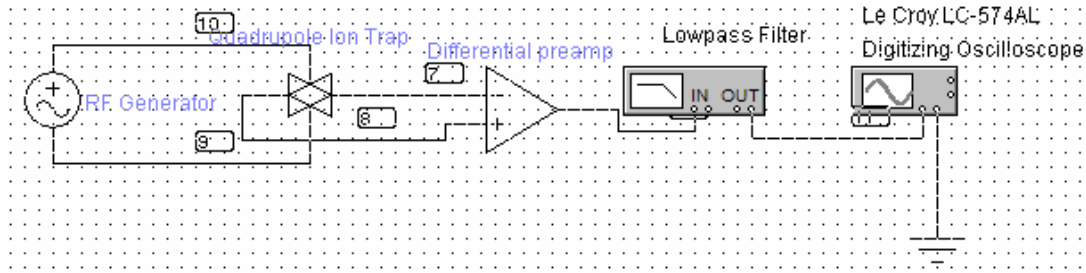 10
Quadrupole Ion Trap
Le Croy LC-574AL
Digitizing Oscilloscope
Lowpass Filter
Differential preamp
7
RF Generator
IN OUT
8
9
11